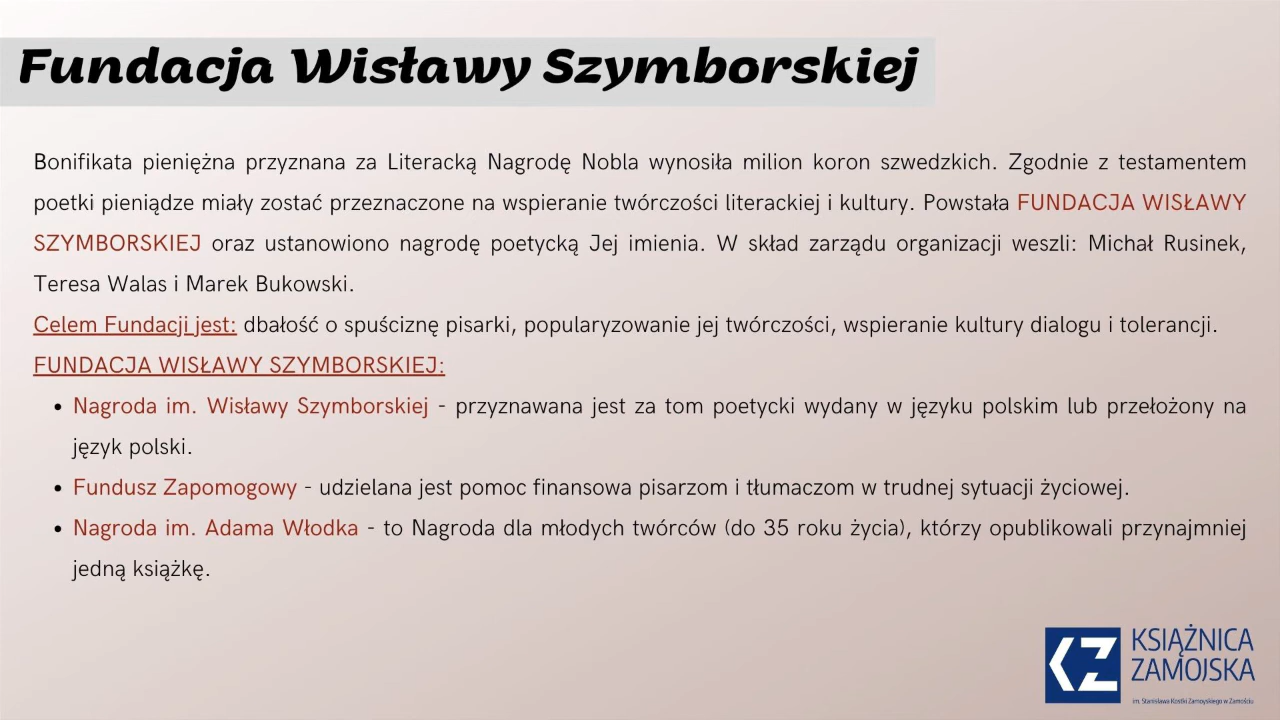 Fundacja Wisławy Szymborskiej
Bonifikata pieniężna przyznana za Literacką Nagrodę Nobla wynosiła milion koron szwedzkich. Zgodnie z testamentem
poetki pieniądze miały zostać przeznaczone na wspieranie twórczości literackiej i kultury. Powstała FUNDACJA WISŁAWY
SZYMBORSKIEJ oraz ustanowiono nagrodę poetycką Jej imienia. W skład zarządu organizacji weszli: Michał Rusinek,
Teresa Walas i Marek Bukowski.
Celem Fundacji jest: dbałość o spuściznę pisarki, popularyzowanie jej twórczości, wspieranie kultury dialogu i tolerancji.
FUNDACJA WISŁAWY SZYMBORSKIEJ:
• Nagroda im. Wisławy Szymborskiej - przyznawana jest za tom poetycki wydany w języku polskim lub przełożony na
język polski.
• Fundusz Zapomogowy - udzielana jest pomoc finansowa pisarzom i tłumaczom w trudnej sytuacji życiowej.
• Nagroda im. Adama Włodka - to Nagroda dla młodych twórców (do 35 roku życia), którzy opublikowali przynajmniej
jedną książkę.
KSIĄŻNICA
ZAMOJSKA
im. Stanisława Kostki Zamoyskiego w Zamościu